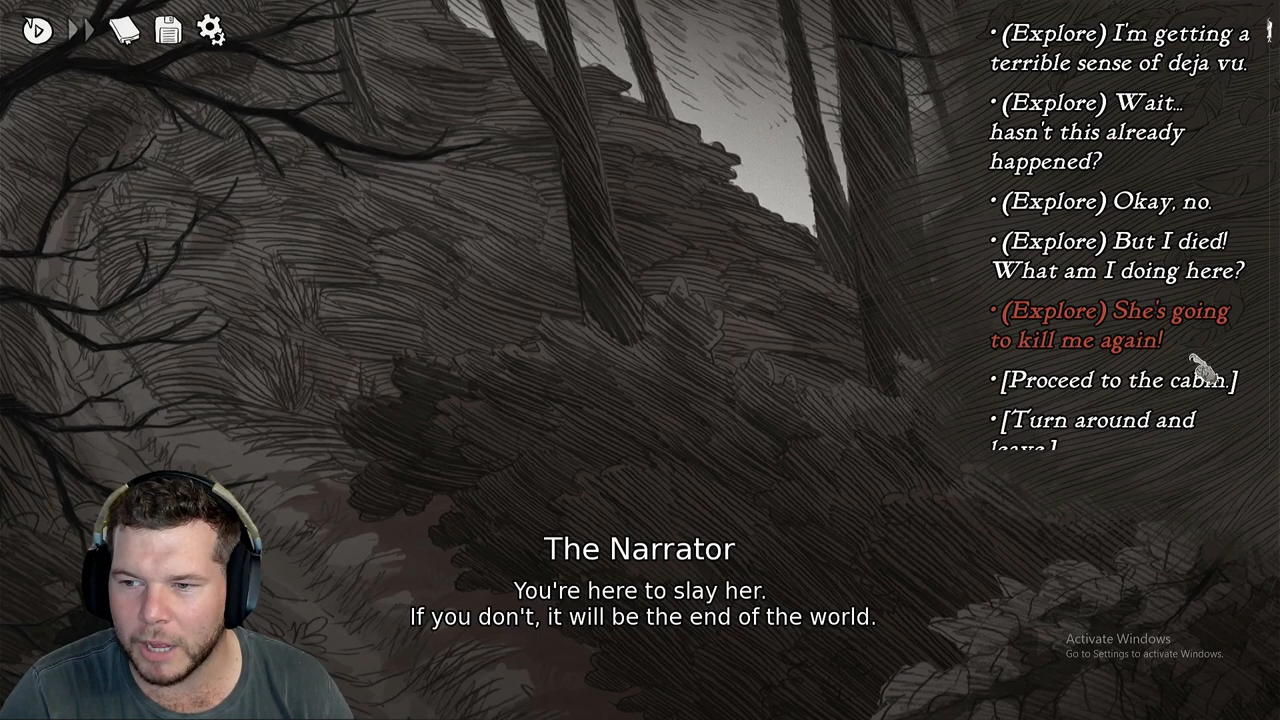 • (Explore) I'm getting a
terrible sense of deja vu.
• (Explore) Wait...
hasn't this already
happened?
• (Explore) Okay, no.
• (Explore) But I died!
What am I doing here?
• (Explore) She's going
to kill me again!
• [Proceed to the cabin.]
• [Turn around and
leave.]
The Narrator
You're here to slay her.
If you don't, it will be the end of the world.
Activate Windows
Go to Settings to activate Windows.